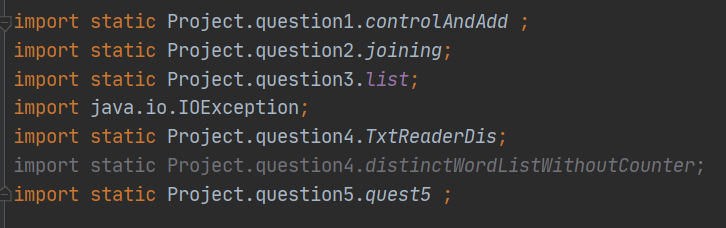 import static Project.question1.controlAndAdd ;
import static Project.question2.joining;
import static Project.question3.list;
import java.io.IOException;
import static Project.question4.TxtReaderDis;
import static Project.question4.distinctWordListWithoutCounter;
import static Project.question5.quest5 ;